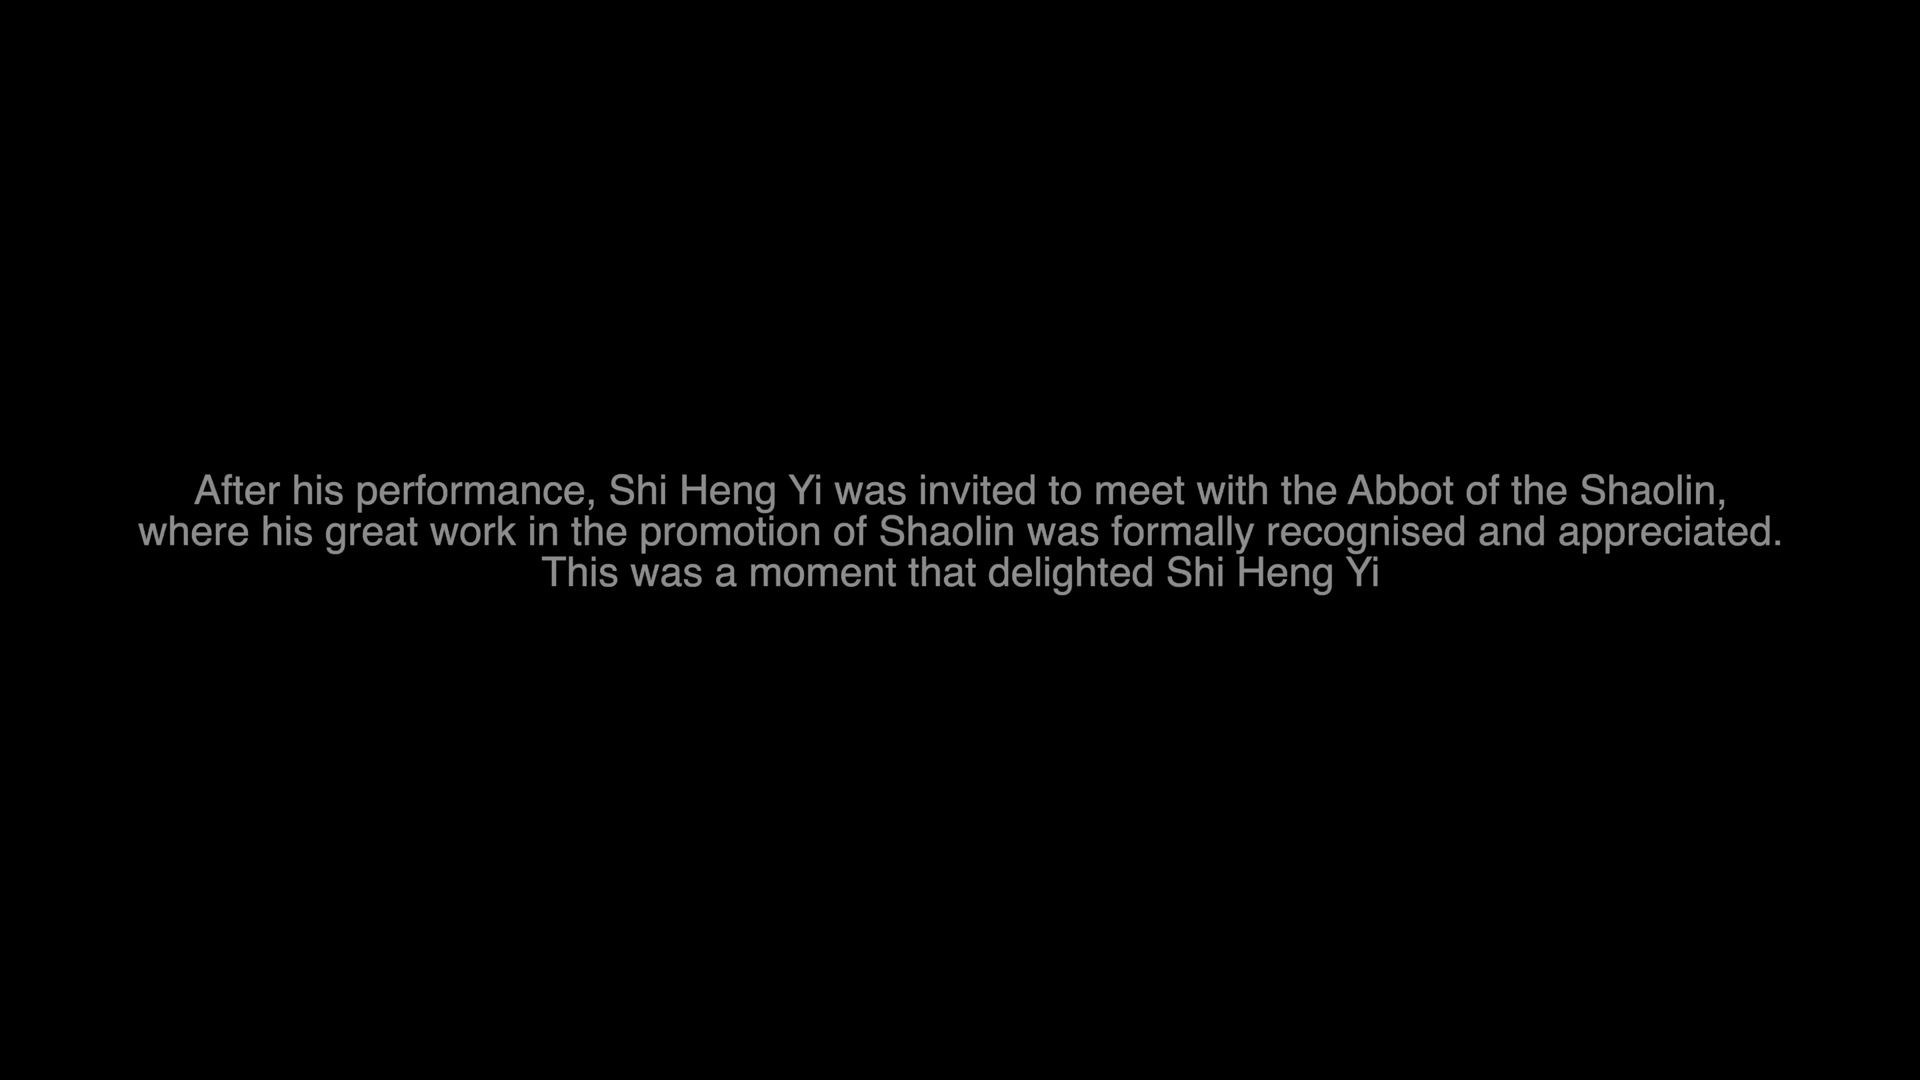 After his performance, Shi Heng Yi was invited to meet with the Abbot of the Shaolin,
where his great work in the promotion of Shaolin was formally recognised and appreciated.
This was a moment that delighted Shi Heng Yi